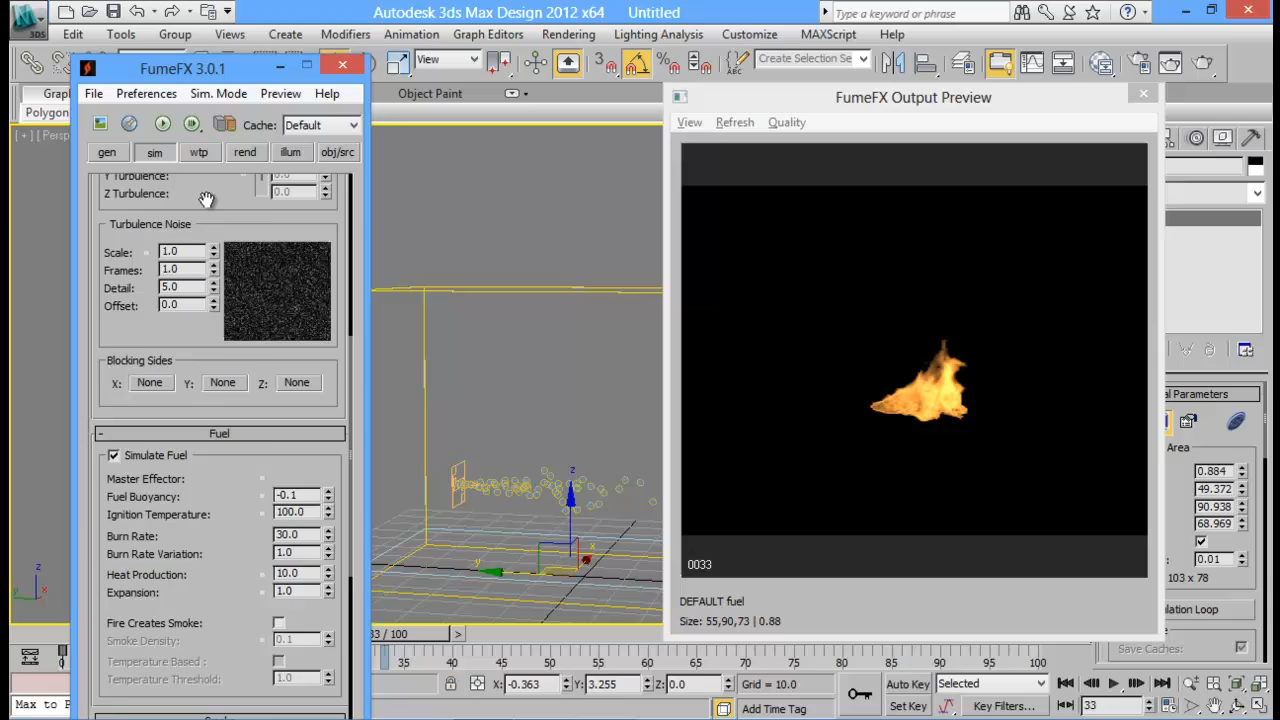 3DS
Autodesk 3ds Max Design 2012 x64 Untitled
Type a keyword or phrase
Edit Tools Group Views Create Modifiers Animation Graph Editors Rendering Lighting Analysis Customize MAXScript Help
View
3
Create Selection Se
Object Paint
FumeFX 3.0.1
File Preferences Sim. Mode Preview Help
Cache: Default
gen sim wtp rend illum obj/src
Z Turbulence: 0.0
Turbulence Noise
Scale: 1.0
Frames: 1.0
Detail: 5.0
Offset: 0.0
Blocking Sides
X: None Y: None Z: None
- Fuel
Simulate Fuel
Master Effector:
Fuel Buoyancy: -0.1
Ignition Temperature: 100.0
Burn Rate: 30.0
Burn Rate Variation: 1.0
Heat Production: 10.0
Expansion: 1.0
Fire Creates Smoke:
Smoke Density: 0.1
Temperature Based :
Temperature Threshold: 1.0
z
x
y
FumeFX Output Preview
View Refresh Quality
0033
DEFAULT fuel
Size: 55,90,73 | 0.88
al Parameters
Area
0.884
49.372
90.938
68.969
0.01
103 x 78
ulation Loop
Save Caches:
33 / 100 >
35 40 45 50 55 60 65 70 75 80 85 90 95 100
X: -0.363 Y: 3.255 Z: 0.0 Grid = 10.0 Auto Key Selected
Max to P Add Time Tag Set Key Key Filters... 33